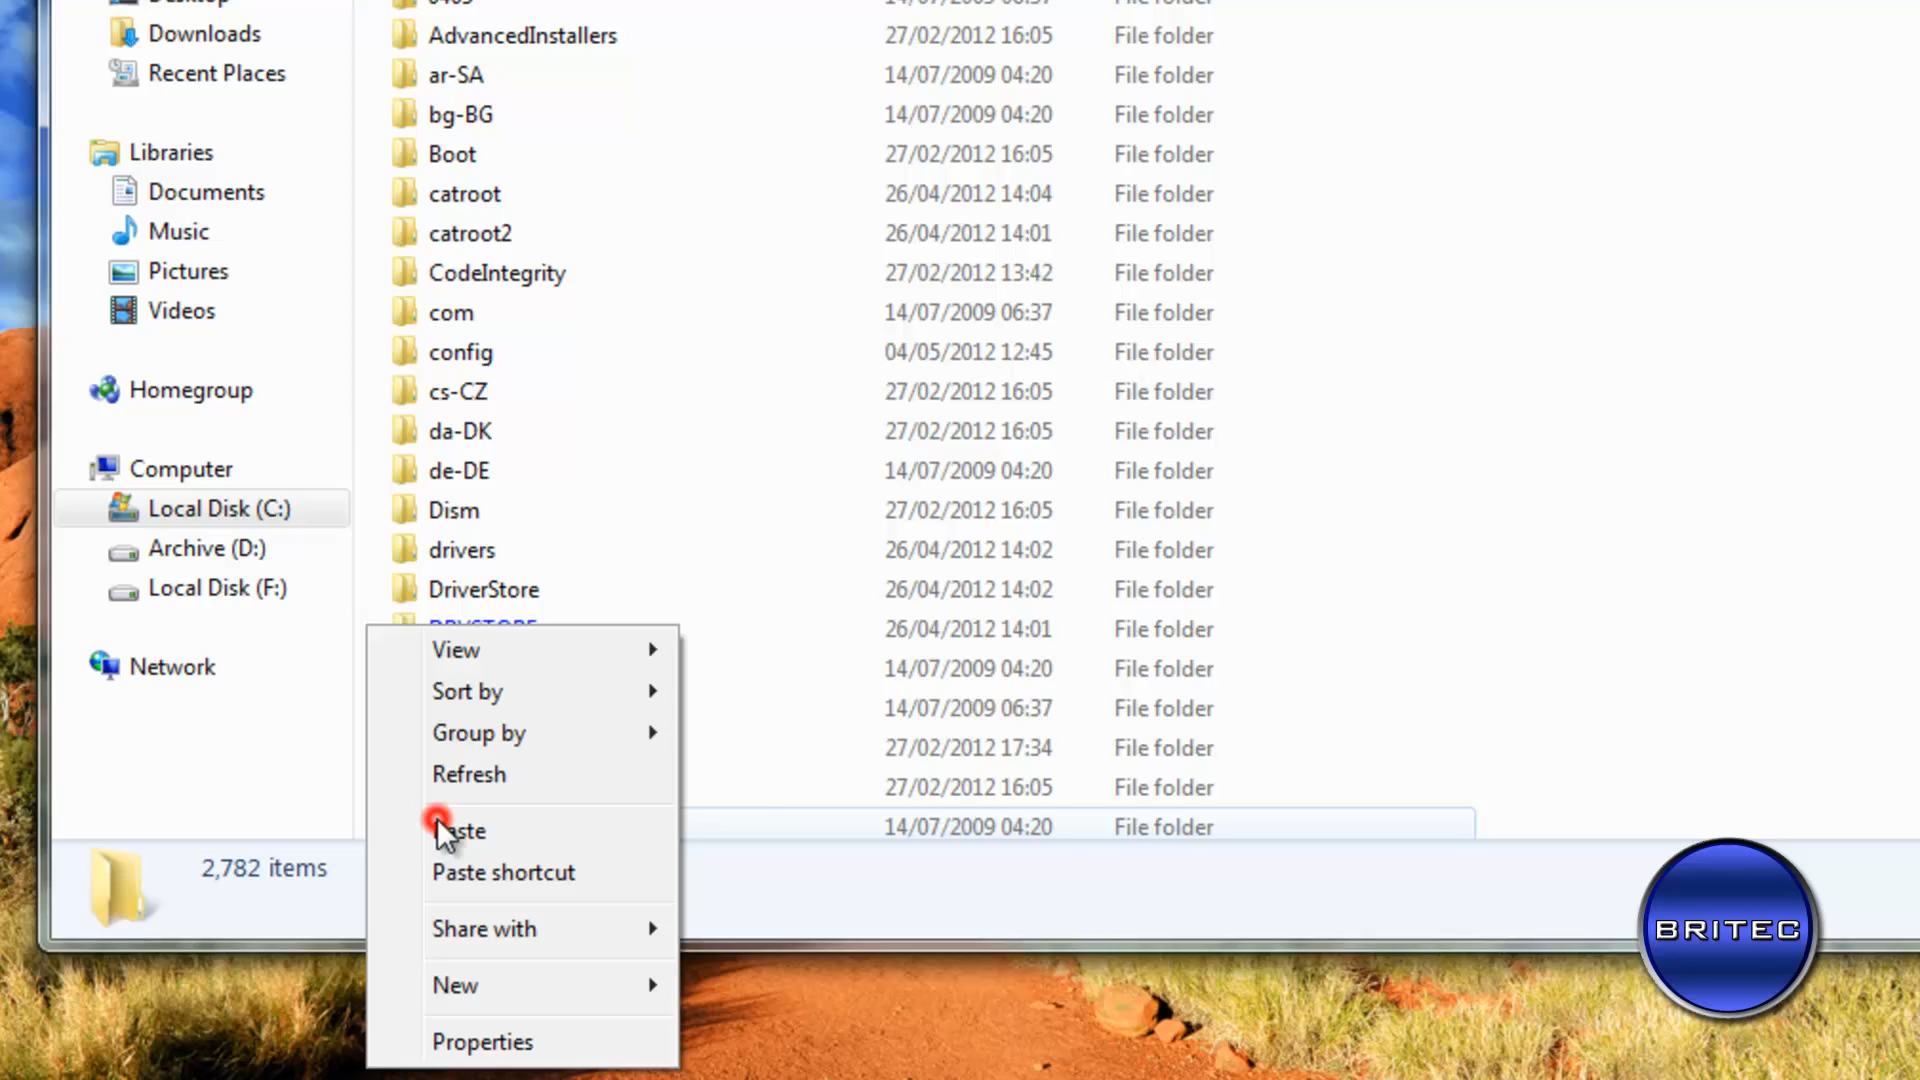 Desktop
Downloads
Recent Places
Libraries
Documents
Music
Pictures
Videos
Homegroup
Computer
Local Disk (C:)
Archive (D:)
Local Disk (F:)
Network
0409 14/07/2009 06:37 File folder
AdvancedInstallers 27/02/2012 16:05 File folder
ar-SA 14/07/2009 04:20 File folder
bg-BG 14/07/2009 04:20 File folder
Boot 27/02/2012 16:05 File folder
catroot 26/04/2012 14:04 File folder
catroot2 26/04/2012 14:01 File folder
CodeIntegrity 27/02/2012 13:42 File folder
com 14/07/2009 06:37 File folder
config 04/05/2012 12:45 File folder
cs-CZ 27/02/2012 16:05 File folder
da-DK 27/02/2012 16:05 File folder
de-DE 14/07/2009 04:20 File folder
Dism 27/02/2012 16:05 File folder
drivers 26/04/2012 14:02 File folder
DriverStore 26/04/2012 14:02 File folder
DRVSTORE 26/04/2012 14:01 File folder
14/07/2009 04:20 File folder
14/07/2009 06:37 File folder
27/02/2012 17:34 File folder
27/02/2012 16:05 File folder
14/07/2009 04:20 File folder
View
Sort by
Group by
Refresh
Paste
Paste shortcut
Share with
New
Properties
2,782 items
BRITEC